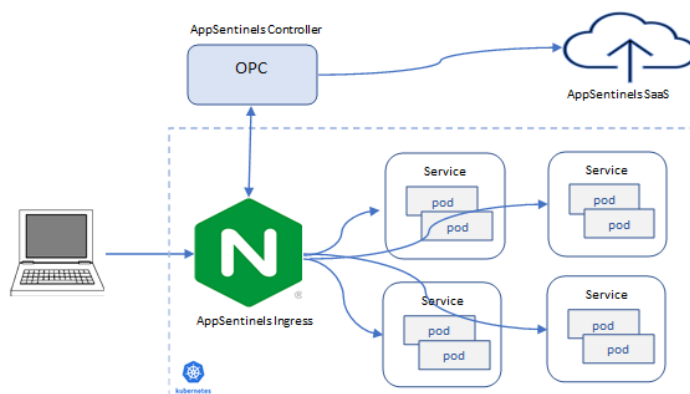 AppSentinels Controller
OPC
AppSentinels SaaS
Service
pod
pod
Service
pod
pod
N
®
AppSentinels Ingress
Service
pod
pod
Service
pod
pod
kubernetes